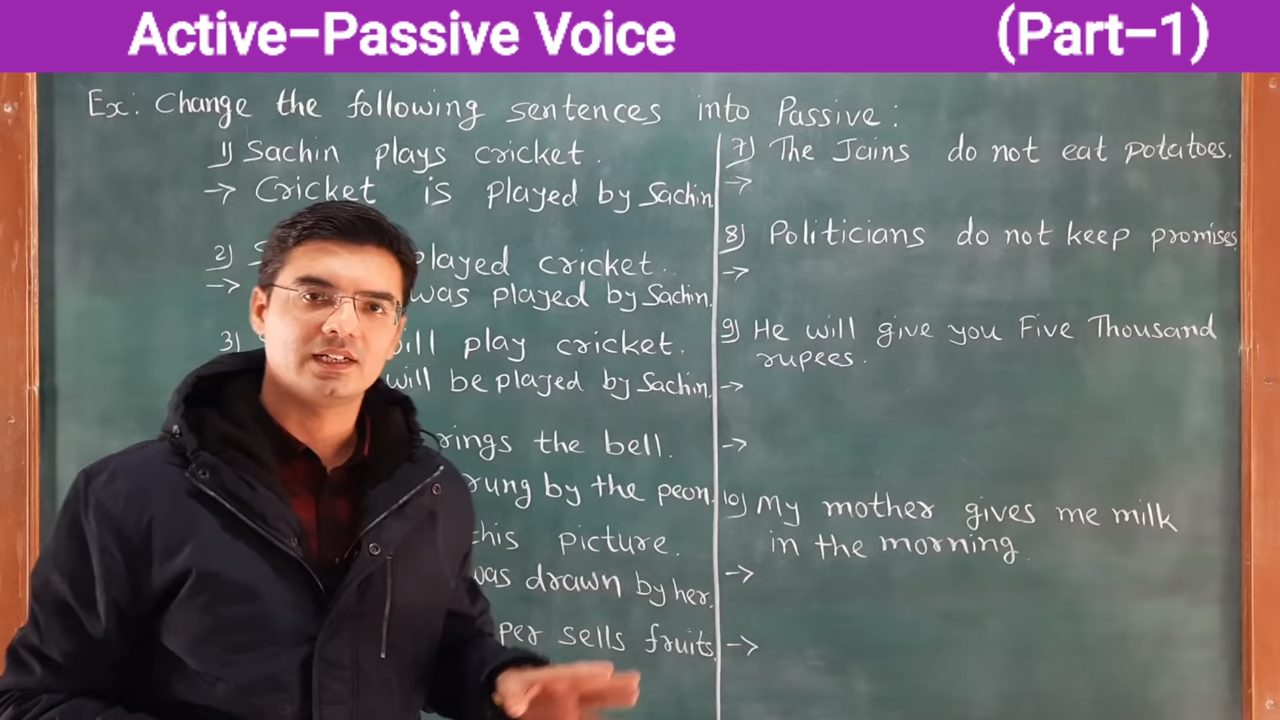 Active–Passive Voice (Part–1)
Ex: Change the following sentences into Passive:
1) Sachin plays cricket.
→ Cricket is played by Sachin
2) played cricket.
→ was played by Sachin.
3) will play cricket.
will be played by Sachin.
rings the bell.
rung by the peon.
this picture.
was drawn by her.
sells fruits.
7) The Jains do not eat potatoes.
→
8) Politicians do not keep promises.
→
9) He will give you Five Thousand
rupees.
→
→
10) My mother gives me milk
in the morning.
→
→